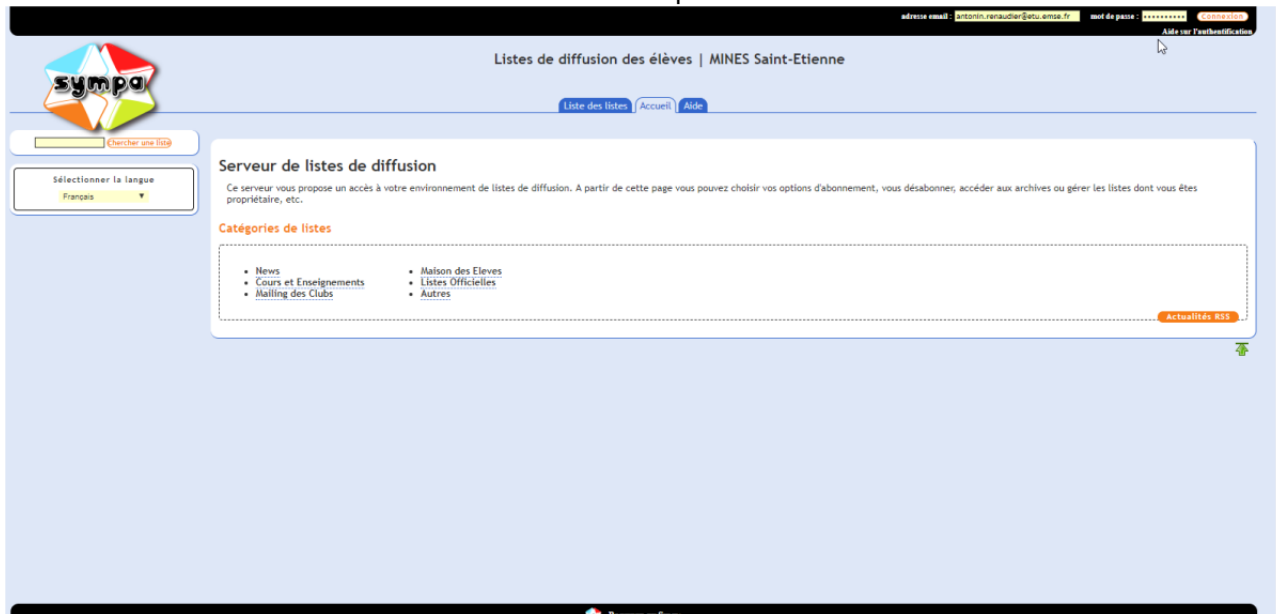 adresse email : antonin.renaudier@etu.emse.fr mot de passe : •••••••••• Connexion
Aide sur l'authentification
sympa
Listes de diffusion des élèves | MINES Saint-Etienne
Liste des listes Accueil Aide
Chercher une liste
Sélectionner la langue
Français
Serveur de listes de diffusion
Ce serveur vous propose un accès à votre environnement de listes de diffusion. A partir de cette page vous pouvez choisir vos options d'abonnement, vous désabonner, accéder aux archives ou gérer les listes dont vous êtes
propriétaire, etc.
Catégories de listes
News
Cours et Enseignements
Mailing des Clubs
Maison des Eleves
Listes Officielles
Autres
Actualités RSS